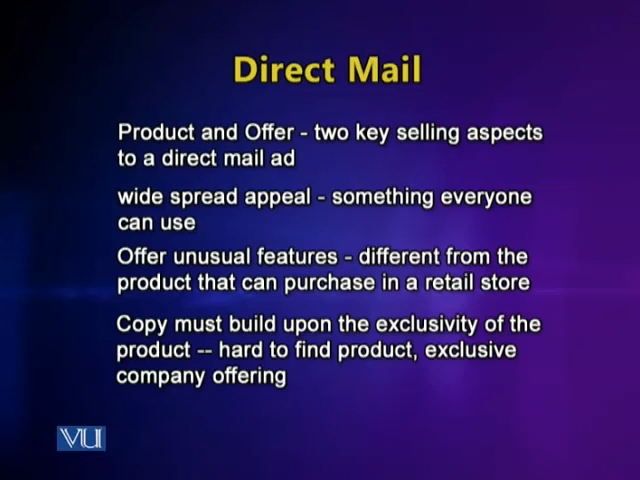 Direct Mail
Product and Offer - two key selling aspects
to a direct mail ad
wide spread appeal - something everyone
can use
Offer unusual features - different from the
product that can purchase in a retail store
Copy must build upon the exclusivity of the
product -- hard to find product, exclusive
company offering
VU